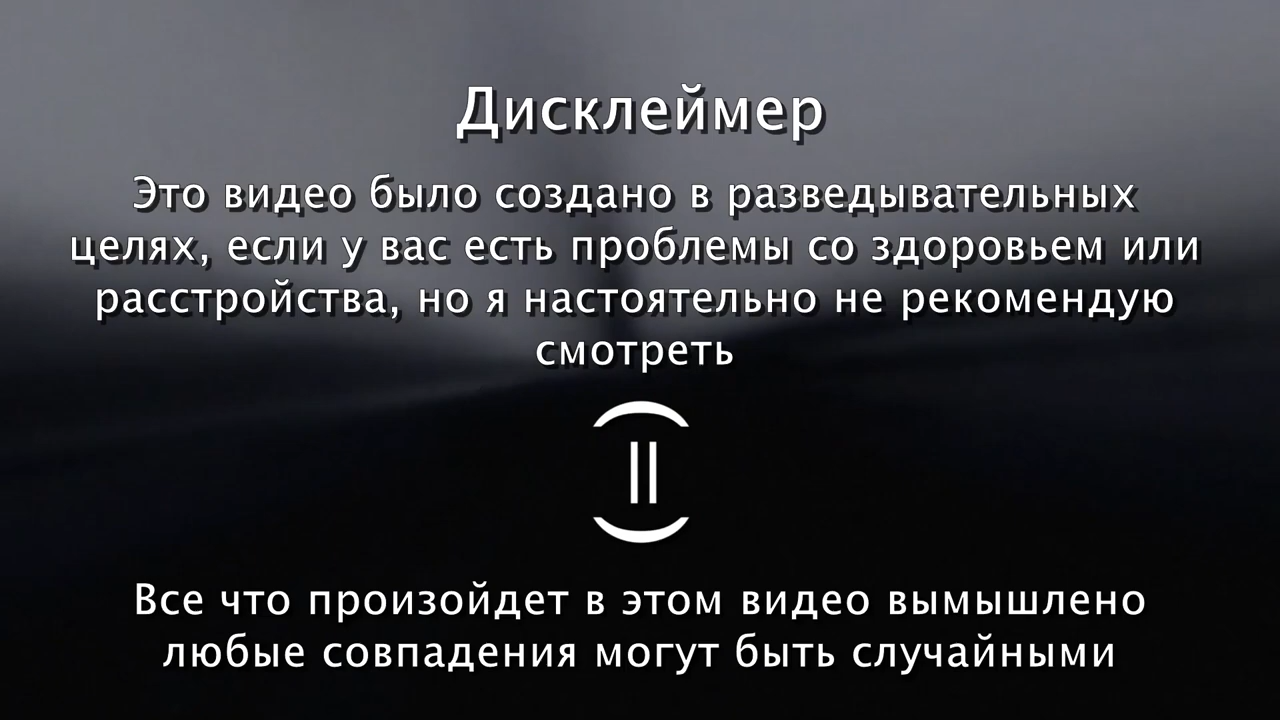 Дисклеймер
Это видео было создано в разведывательных
целях, если у вас есть проблемы со здоровьем или
расстройства, но я настоятельно не рекомендую
смотреть
Все что произойдет в этом видео вымышлено
любые совпадения могут быть случайными